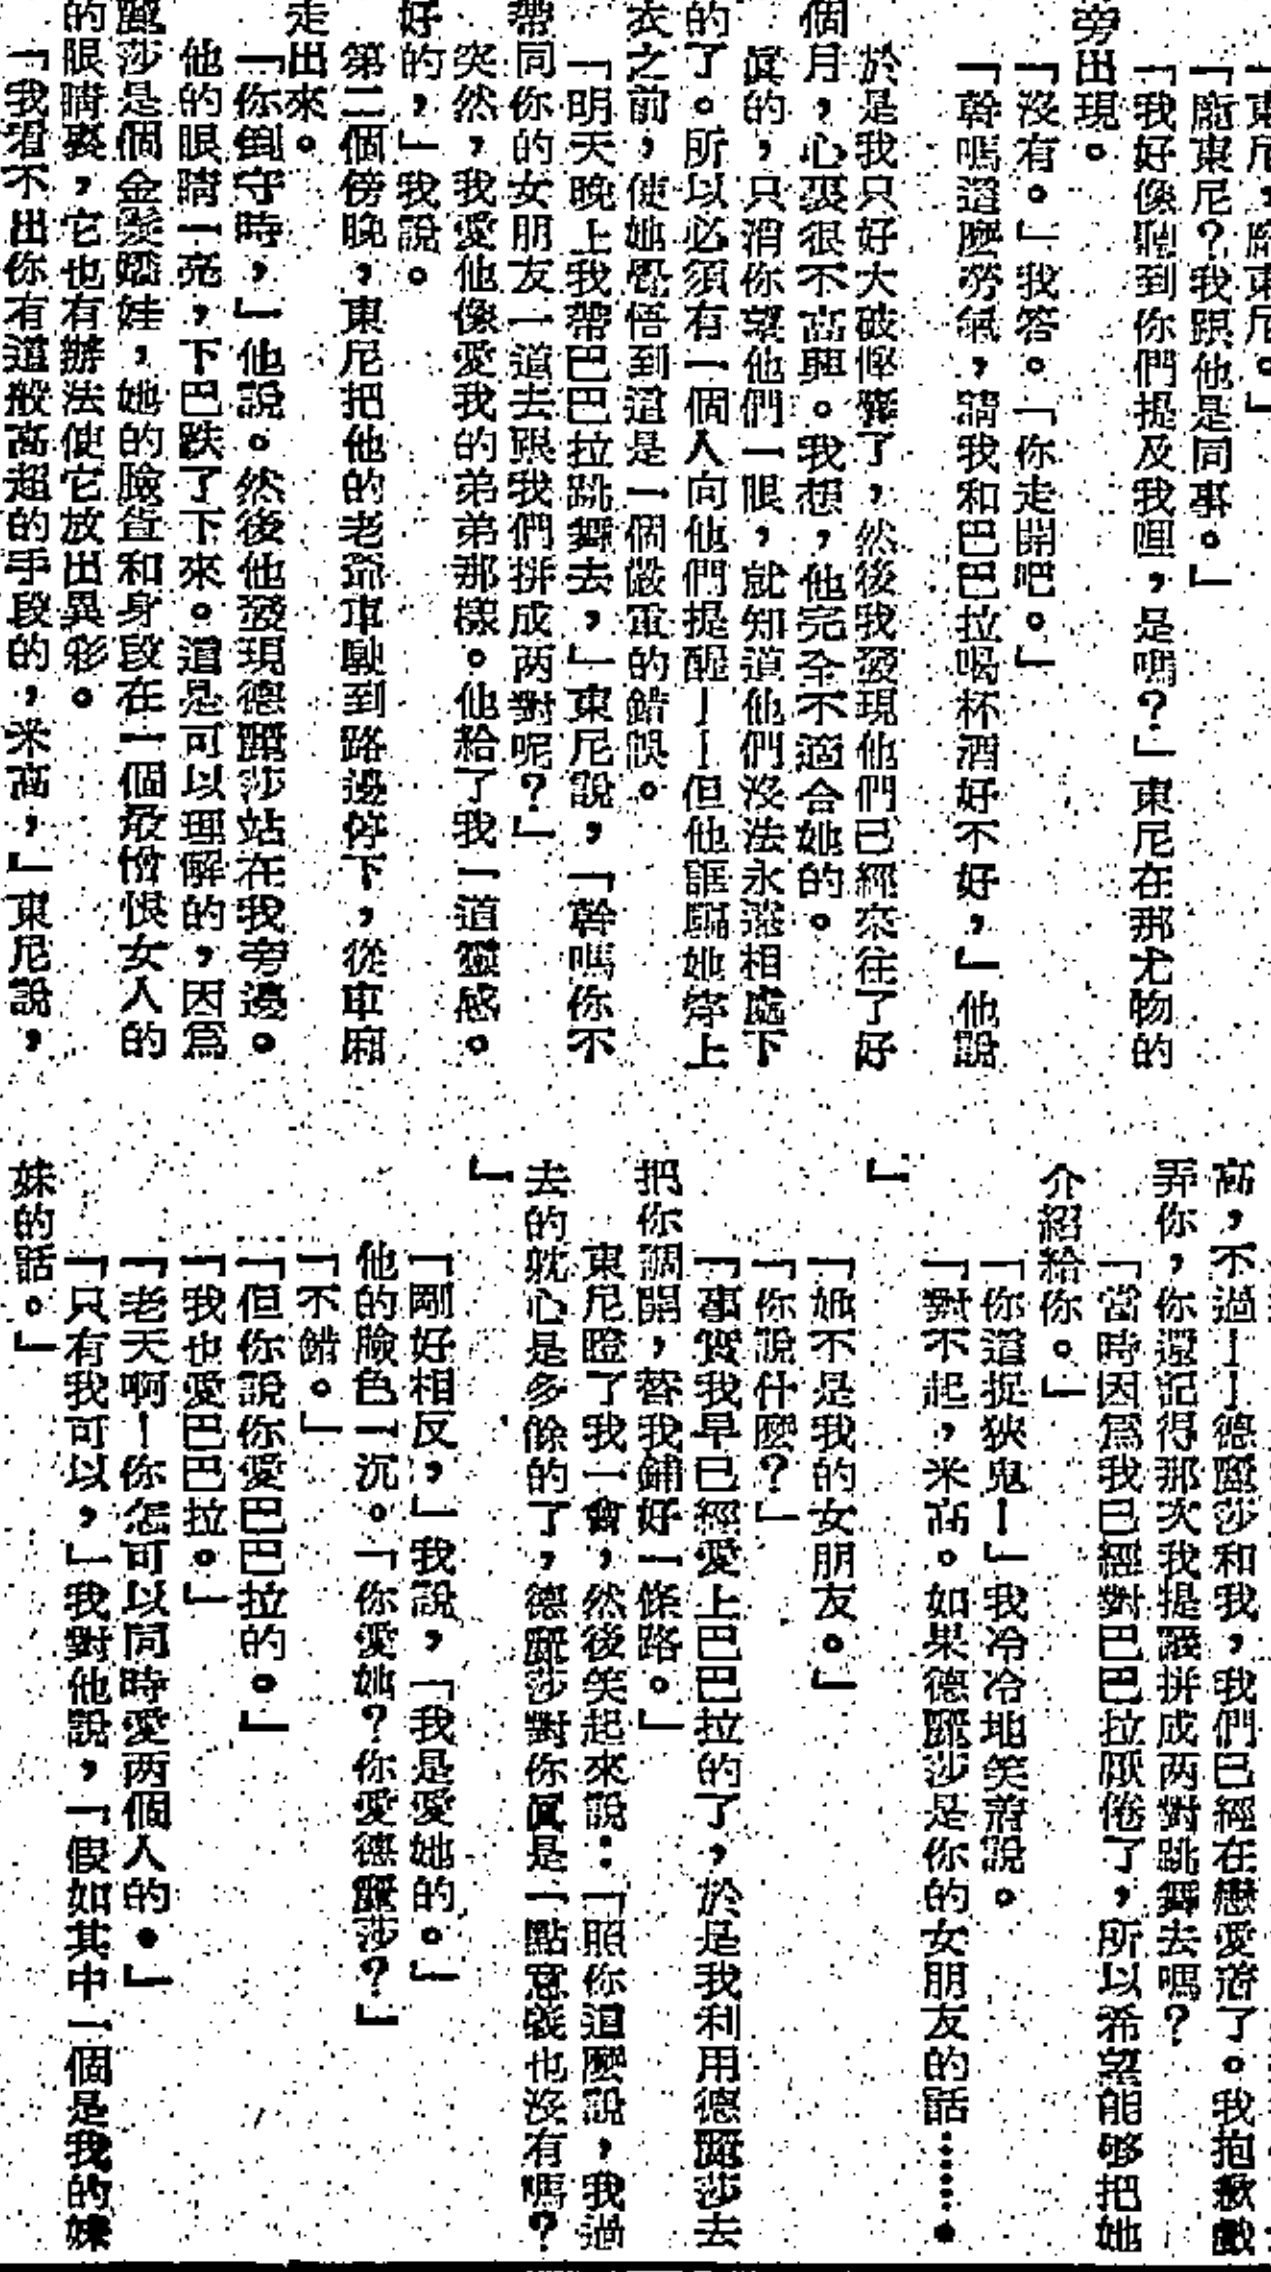 「東尼，龐東尼。」
「龐東尼？我跟他是同事。」
「我好像聽到你們提及我哩，是嗎？」東尼在那尤物的
旁出現。
「沒有。」我答。「你走開吧。」
「幹嗎這麼勞氣，請我和巴巴拉喝杯酒好不好，」他說
於是我只好大破慳囊了，然後我發現他們已經來往了好
個月，心裏很不高興。我想，他完全不適合她的。
眞的，只消你望他們一眼，就知道他們沒法永遠相處下
的了。所以必須有一個人向他們提醒——但他誆騙她穿上
衣之前，使她覺悟到這是一個嚴重的錯誤。
「明天晚上我帶巴巴拉跳舞去，」東尼說，「幹嗎你不
帶同你的女朋友一道去跟我們拼成两對呢？」
突然，我愛他像愛我的弟弟那樣。他給了我一道靈感。
好的，」我說。
第二個傍晚，東尼把他的老爺車駛到路邊停下，從車廂
走出來。
「你倒守時，」他說。然後他發現德麗莎站在我旁邊。
他的眼睛一亮，下巴跌了下來。這是可以理解的，因爲
麗莎是個金髮嬌娃，她的臉蛋和身段在一個最憎恨女人的
的眼睛裏，它也有辦法使它放出異彩。
「我看不出你有這般高超的手段的，米高，」東尼說，
高，不過——德麗莎和我，我們已經在戀愛着了。我抱歉戲
弄你，你還記得那次我提議拼成两對跳舞去嗎？
「當時因爲我已經對巴巴拉厭倦了，所以希望能够把她
介紹給你。」
「你這捉狹鬼！」我冷冷地笑着說。
「對不起，米高。如果德麗莎是你的女朋友的話……
」
「她不是我的女朋友。」
「你說什麼？」
「事實我早已經愛上巴巴拉的了，於是我利用德麗莎去
把你調開，替我鋪好一條路。」
東尼瞪了我一會，然後笑起來說：「照你這麼說，我過
去的躭心是多餘的了，德麗莎對你眞是一點意義也沒有嗎？
」
「剛好相反，」我說，「我是愛她的。」
他的臉色一沉。「你愛她？你愛德麗莎？」
「不錯。」
「但你說你愛巴巴拉的。」
「我也愛巴巴拉。」
「老天啊！你怎可以同時愛两個人的。」
「只有我可以，」我對他說，「假如其中一個是我的妹
妹的話。」